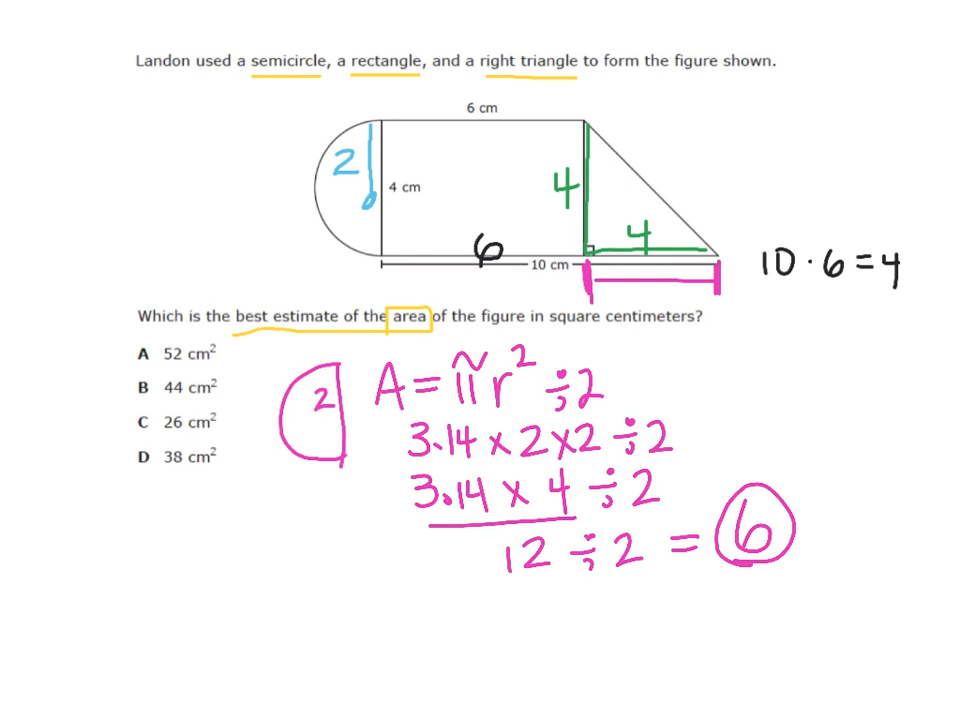 Landon used a semicircle, a rectangle, and a right triangle to form the figure shown.
6 cm
2
4 cm
4
4
6
10 cm
10 · 6 = 4
Which is the best estimate of the area of the figure in square centimeters?
A 52 cm²
B 44 cm²
C 26 cm²
D 38 cm²
2
A = π r² ÷ 2
3.14 × 2 × 2 ÷ 2
3.14 × 4 ÷ 2
12 ÷ 2 = 6